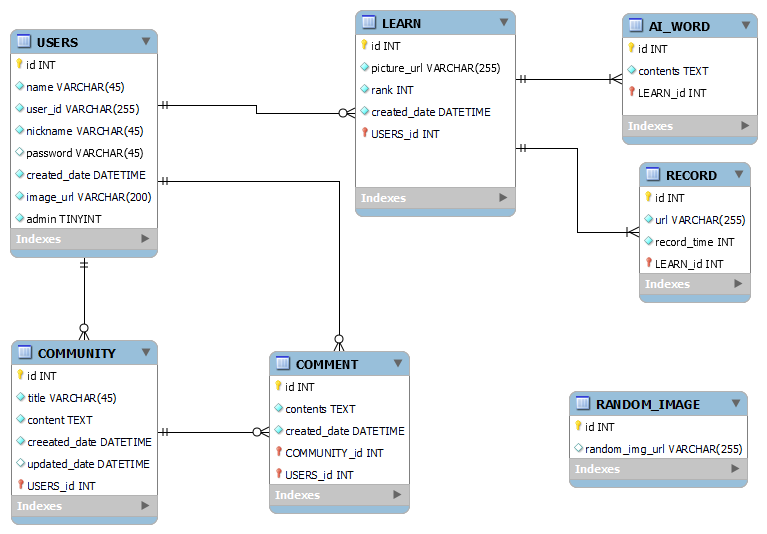 USERS
id INT
name VARCHAR(45)
user_id VARCHAR(255)
nickname VARCHAR(45)
password VARCHAR(45)
created_date DATETIME
image_url VARCHAR(200)
admin TINYINT
Indexes
LEARN
id INT
picture_url VARCHAR(255)
rank INT
created_date DATETIME
USERS_id INT
Indexes
AI_WORD
id INT
contents TEXT
LEARN_id INT
Indexes
RECORD
id INT
url VARCHAR(255)
record_time INT
LEARN_id INT
Indexes
COMMUNITY
id INT
title VARCHAR(45)
content TEXT
creeated_date DATETIME
updated_date DATETIME
USERS_id INT
Indexes
COMMENT
id INT
contents TEXT
created_date DATETIME
COMMUNITY_id INT
USERS_id INT
Indexes
RANDOM_IMAGE
id INT
random_img_url VARCHAR(255)
Indexes